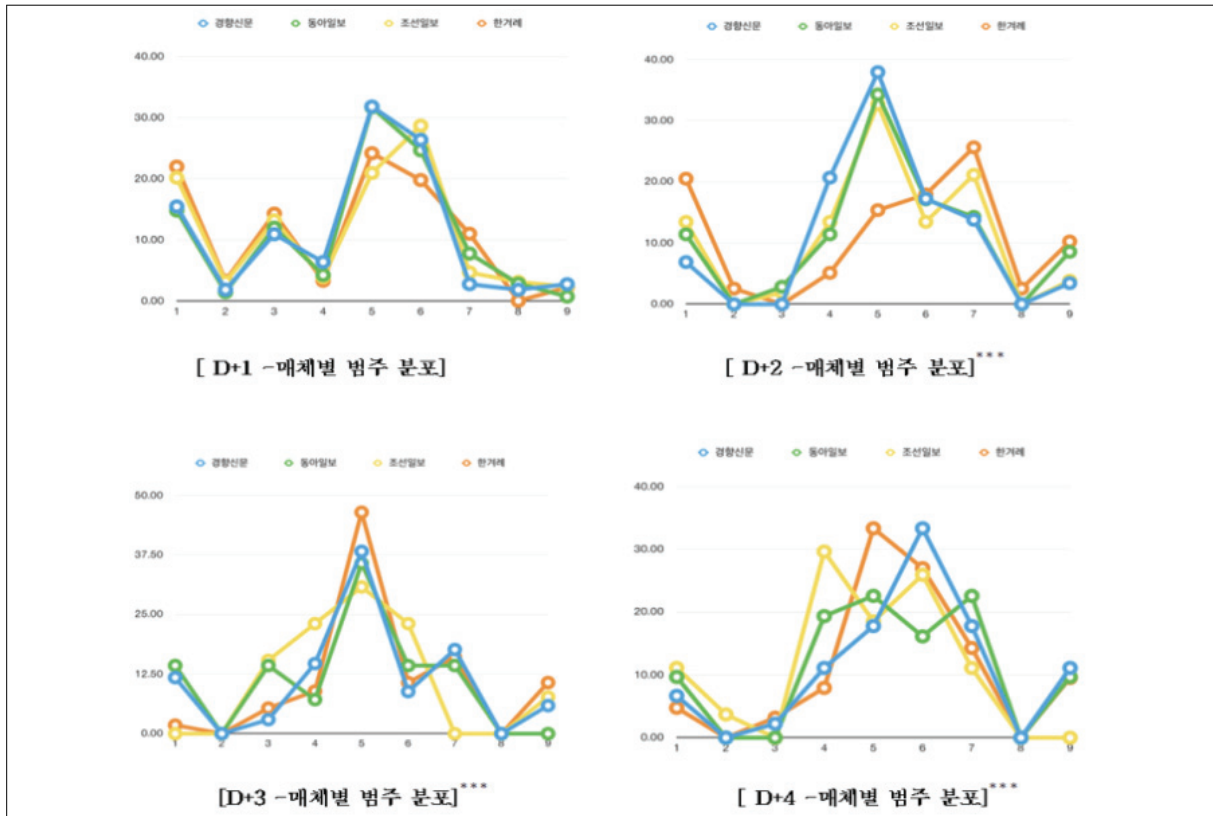 경향신문 동아일보 조선일보 한겨레
40.00
30.00
20.00
10.00
0.00
1 2 3 4 5 6 7 8 9
[ D+1 -매체별 범주 분포]
경향신문 동아일보 조선일보 한겨레
40.00
30.00
20.00
10.00
0.00
1 2 3 4 5 6 7 8 9
[ D+2 -매체별 범주 분포]***
경향신문 동아일보 조선일보 한겨레
50.00
37.50
25.00
12.50
0.00
1 2 3 4 5 6 7 8 9
[D+3 -매체별 범주 분포]***
경향신문 동아일보 조선일보 한겨레
40.00
30.00
20.00
10.00
0.00
1 2 3 4 5 6 7 8 9
[ D+4 -매체별 범주 분포]***